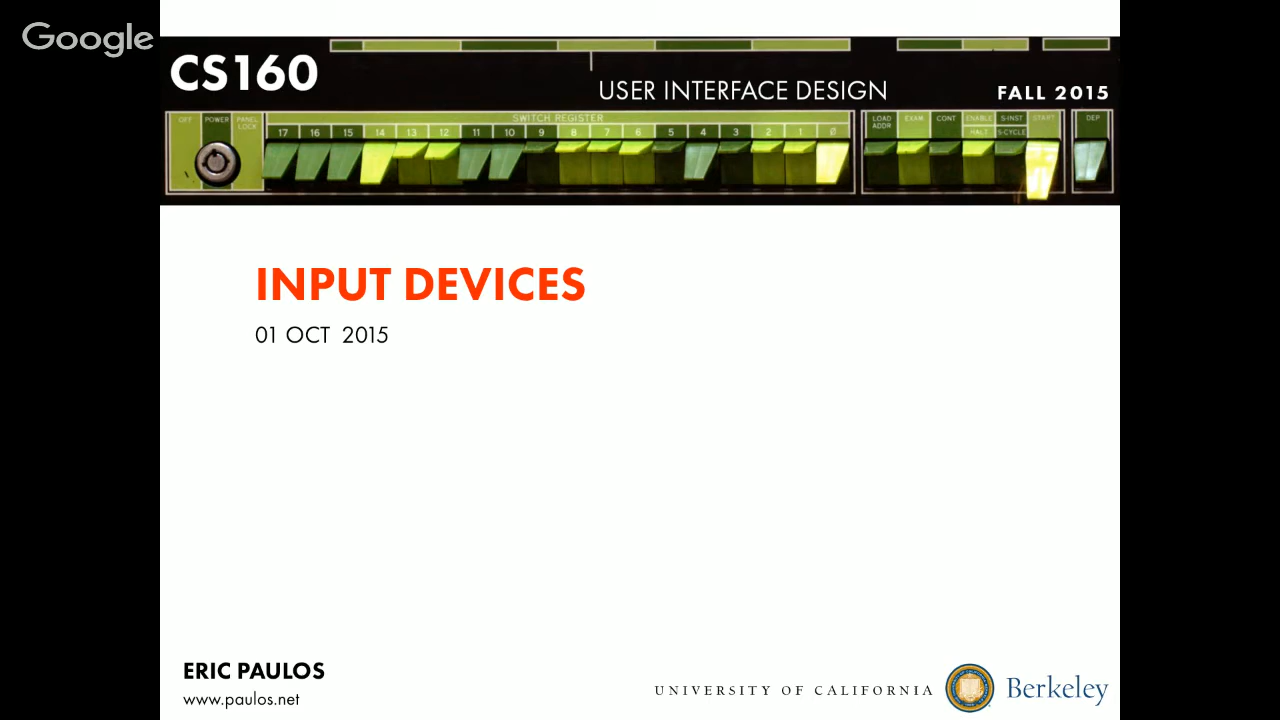 Google
CS160
USER INTERFACE DESIGN
FALL 2015
OFF POWER PANEL LOCK
SWITCH REGISTER
17 16 15 14 13 12 11 10 9 8 7 6 5 4 3 2 1 Ø
LOAD ADDR EXAM CONT ENABLE HALT S-INST S-CYCLE START DEP
INPUT DEVICES
01 OCT 2015
ERIC PAULOS
www.paulos.net
UNIVERSITY OF CALIFORNIA
Berkeley